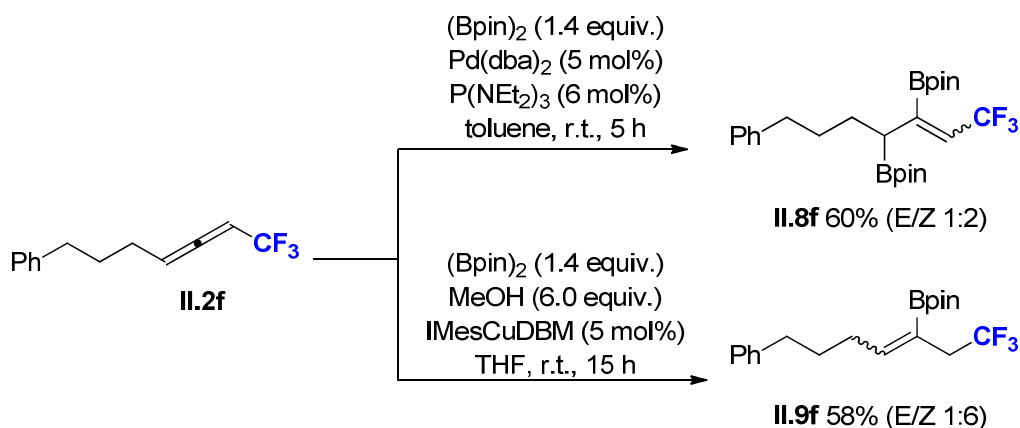 (Bpin)2 (1.4 equiv.)
Pd(dba)2 (5 mol%)
P(NEt2)3 (6 mol%)
toluene, r.t., 5 h
Bpin
CF3
Ph
Bpin
II.8f 60% (E/Z 1:2)
Ph
CF3
II.2f
(Bpin)2 (1.4 equiv.)
MeOH (6.0 equiv.)
IMesCuDBM (5 mol%)
THF, r.t., 15 h
Bpin
CF3
Ph
II.9f 58% (E/Z 1:6)